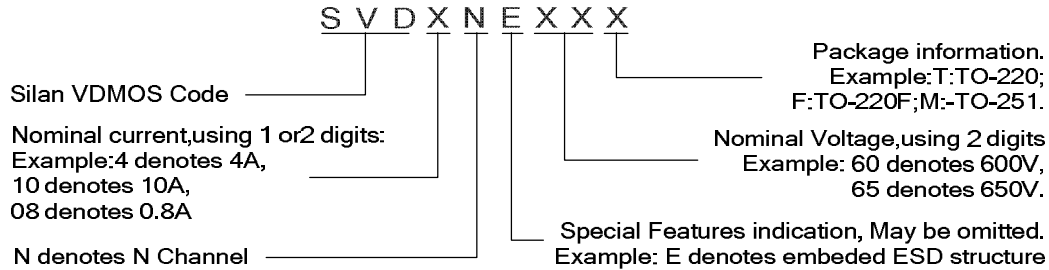 S V D X N E X X X
Silan VDMOS Code
Nominal current,using 1 or2 digits:
Example:4 denotes 4A,
10 denotes 10A,
08 denotes 0.8A
N denotes N Channel
Package information.
Example:T:TO-220;
F:TO-220F;M:-TO-251.
Nominal Voltage,using 2 digits
Example: 60 denotes 600V,
65 denotes 650V.
Special Features indication, May be omitted.
Example: E denotes embeded ESD structure